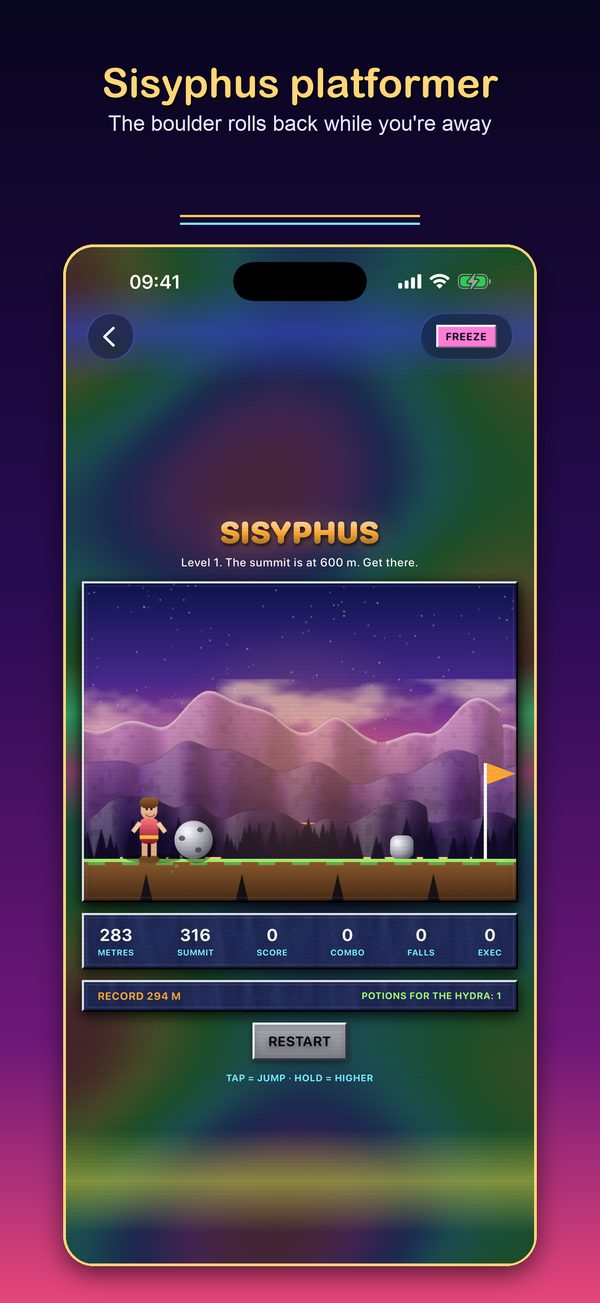 Sisyphus platformer
The boulder rolls back while you're away
09:41
FREEZE
SISYPHUS
Level 1. The summit is at 600 m. Get there.
283 316 0 0 0 0
METRES SUMMIT SCORE COMBO FALLS EXEC
RECORD 294 M POTIONS FOR THE HYDRA: 1
RESTART
TAP = JUMP · HOLD = HIGHER